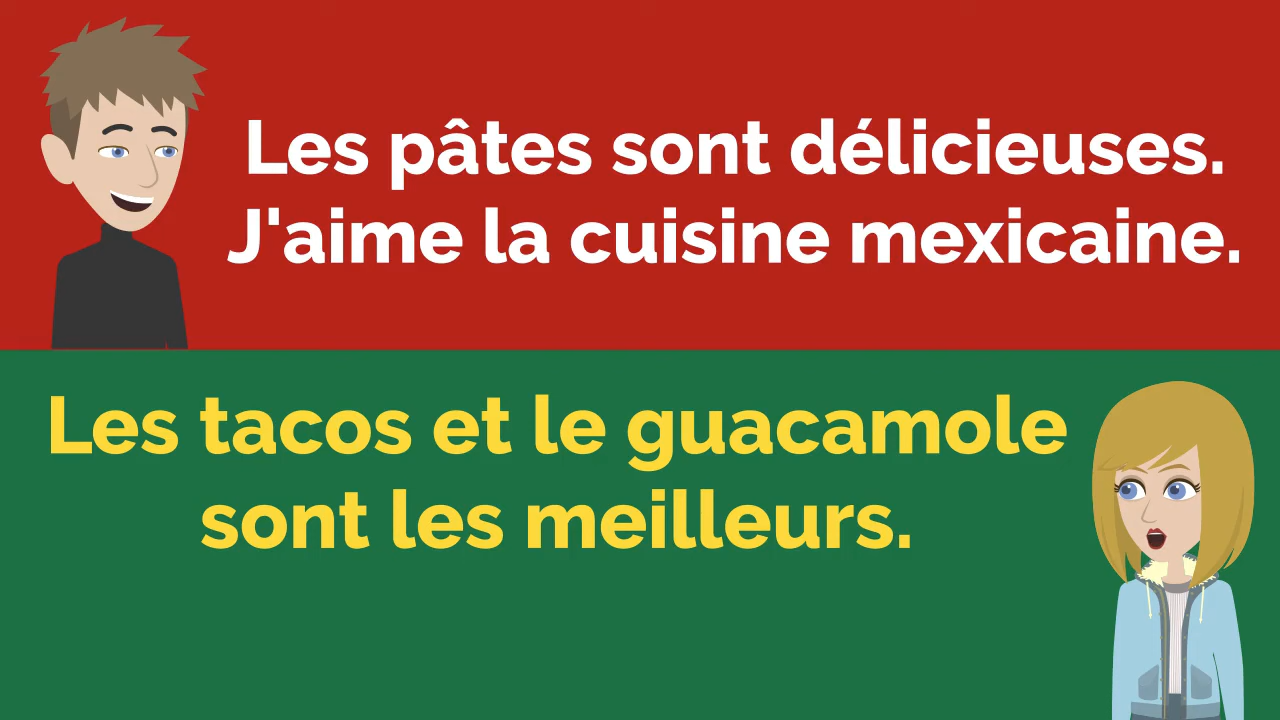 Les pâtes sont délicieuses.
J'aime la cuisine mexicaine.
Les tacos et le guacamole
sont les meilleurs.